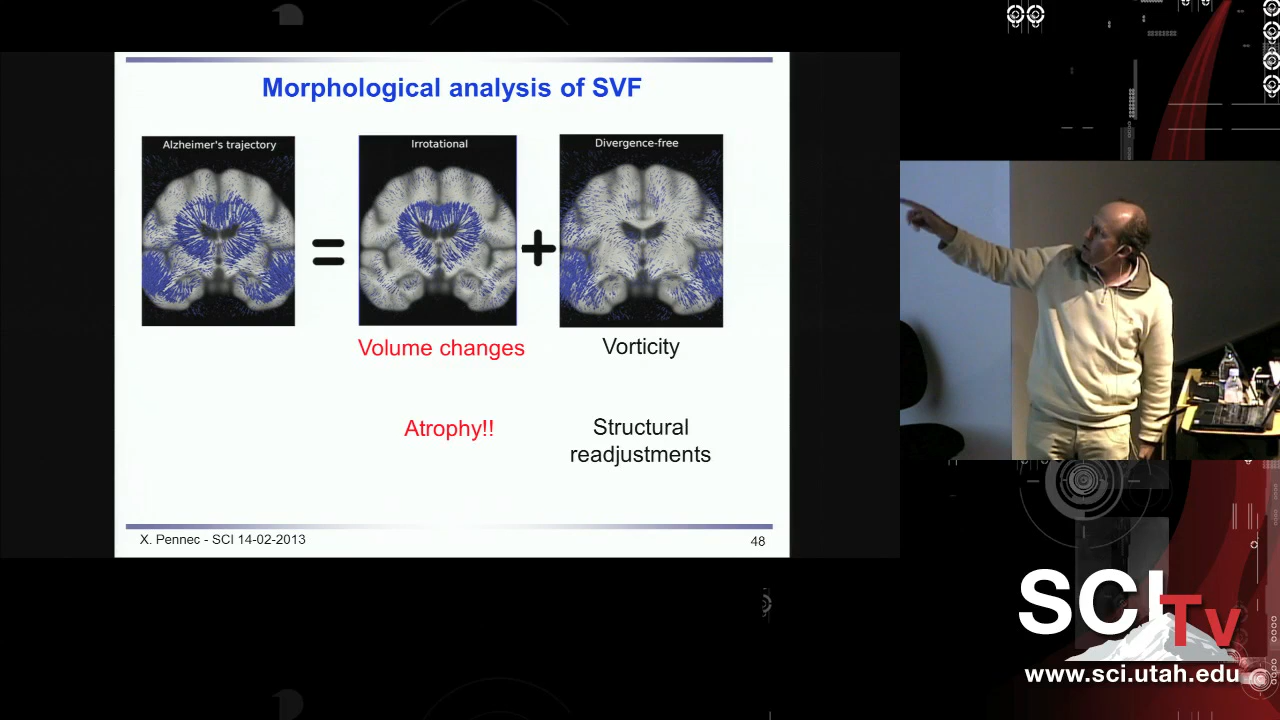 Morphological analysis of SVF
Alzheimer's trajectory
Irrotational
Divergence-free
=
+
Volume changes
Vorticity
Atrophy!!
Structural
readjustments
X. Pennec - SCI 14-02-2013
48
SCI
TV
www.sci.utah.edu